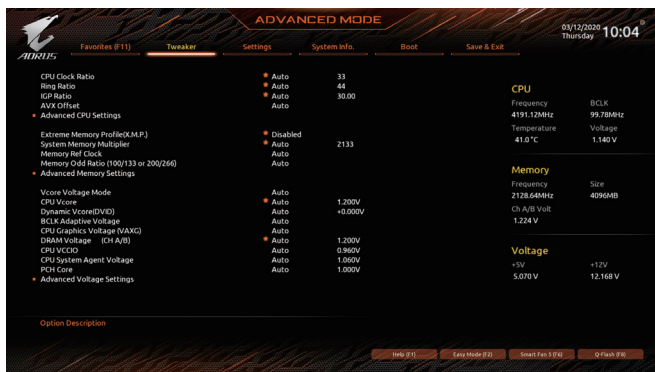 ADVANCED MODE
03/12/2020 10:04
Thursday
AORUS
Favorites (F11) Tweaker Settings System Info. Boot Save & Exit
CPU Clock Ratio Auto 33
Ring Ratio Auto 44
IGP Ratio Auto 30.00
AVX Offset Auto
Advanced CPU Settings
Extreme Memory Profile(X.M.P.) Disabled
System Memory Multiplier Auto 2133
Memory Ref Clock Auto
Memory Odd Ratio (100/133 or 200/266) Auto
Advanced Memory Settings
Vcore Voltage Mode Auto
CPU Vcore Auto 1.200V
Dynamic Vcore(DVID) Auto +0.000V
BCLK Adaptive Voltage Auto
CPU Graphics Voltage (VAXG) Auto
DRAM Voltage (CH A/B) Auto 1.200V
CPU VCCIO Auto 0.960V
CPU System Agent Voltage Auto 1.060V
PCH Core Auto 1.000V
Advanced Voltage Settings
CPU
Frequency BCLK
4191.12MHz 99.78MHz
Temperature Voltage
41.0 °C 1.140 V
Memory
Frequency Size
2128.64MHz 4096MB
Ch A/B Volt
1.224 V
Voltage
+5V +12V
5.070 V 12.168 V
Option Description
Help (F1) Easy Mode (F2) Smart Fan 5 (F6) Q-Flash (F8)